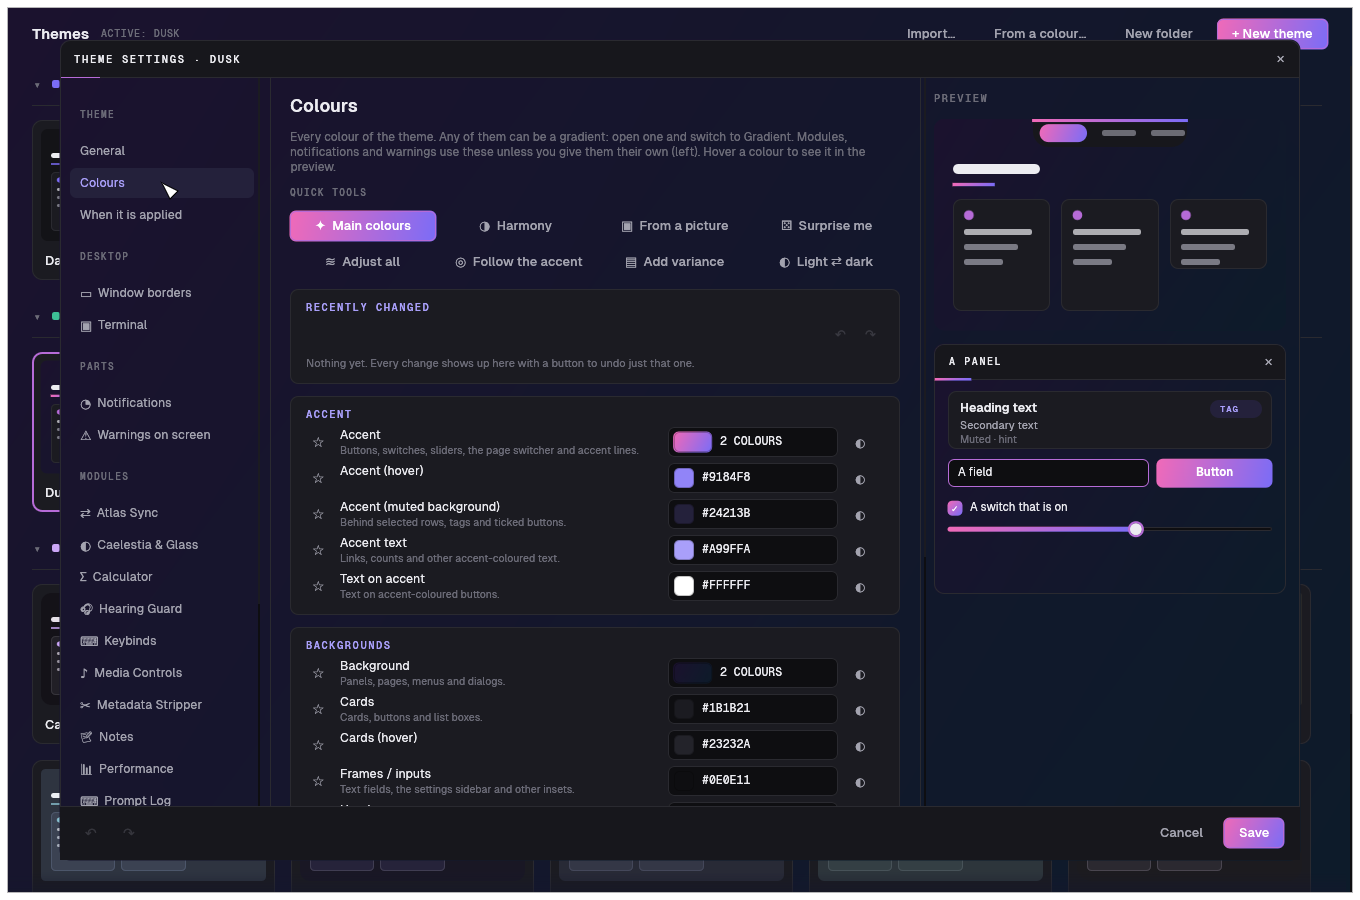 Themes ACTIVE: DUSK
Import…
From a colour…
New folder
+ New theme
THEME SETTINGS · DUSK
×
THEME
General
Colours
When it is applied
DESKTOP
Window borders
Terminal
PARTS
Notifications
Warnings on screen
MODULES
Atlas Sync
Caelestia & Glass
Calculator
Hearing Guard
Keybinds
Media Controls
Metadata Stripper
Notes
Performance
Prompt Log
Colours
Every colour of the theme. Any of them can be a gradient: open one and switch to Gradient. Modules,
notifications and warnings use these unless you give them their own (left). Hover a colour to see it in the
preview.
QUICK TOOLS
Main colours
Harmony
From a picture
Surprise me
Adjust all
Follow the accent
Add variance
Light ⇄ dark
RECENTLY CHANGED
Nothing yet. Every change shows up here with a button to undo just that one.
ACCENT
Accent
Buttons, switches, sliders, the page switcher and accent lines.
2 COLOURS
Accent (hover)
#9184F8
Accent (muted background)
Behind selected rows, tags and ticked buttons.
#24213B
Accent text
Links, counts and other accent-coloured text.
#A99FFA
Text on accent
Text on accent-coloured buttons.
#FFFFFF
BACKGROUNDS
Background
Panels, pages, menus and dialogs.
2 COLOURS
Cards
Cards, buttons and list boxes.
#1B1B21
Cards (hover)
#23232A
Frames / inputs
Text fields, the settings sidebar and other insets.
#0E0E11
PREVIEW
A PANEL
×
Heading text
TAG
Secondary text
Muted · hint
A field
Button
A switch that is on
Da
Du
Ca
Cancel
Save